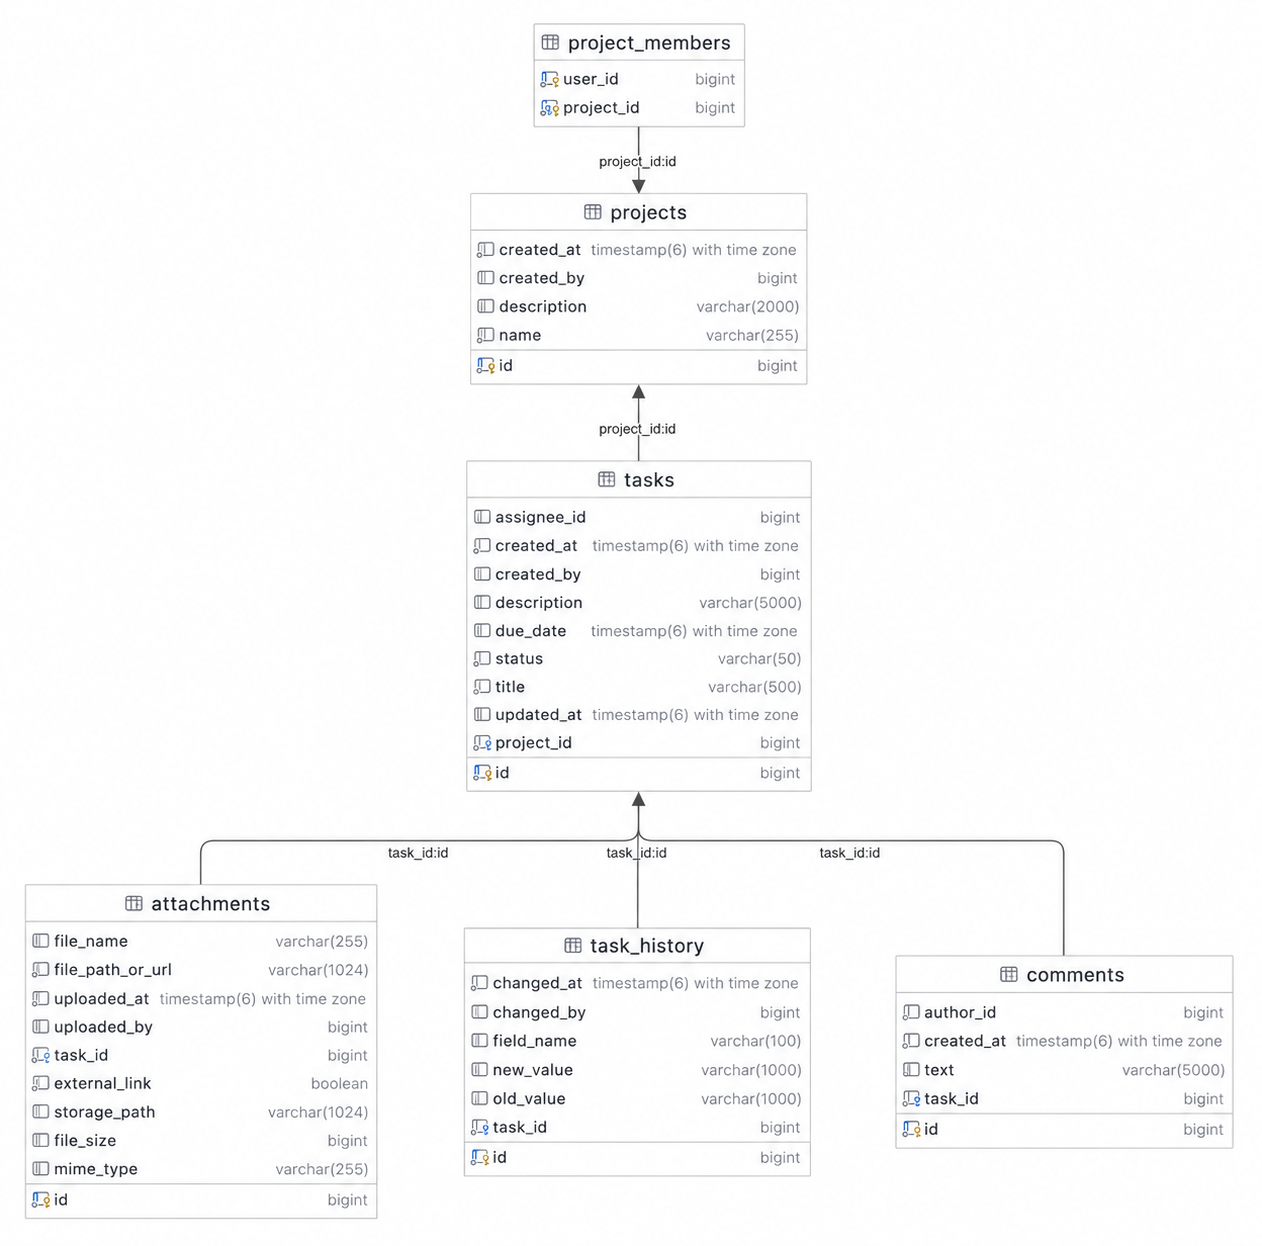 project_members
user_id bigint
project_id bigint
project_id:id
projects
created_at timestamp(6) with time zone
created_by bigint
description varchar(2000)
name varchar(255)
id bigint
project_id:id
tasks
assignee_id bigint
created_at timestamp(6) with time zone
created_by bigint
description varchar(5000)
due_date timestamp(6) with time zone
status varchar(50)
title varchar(500)
updated_at timestamp(6) with time zone
project_id bigint
id bigint
task_id:id task_id:id task_id:id
attachments
file_name varchar(255)
file_path_or_url varchar(1024)
uploaded_at timestamp(6) with time zone
uploaded_by bigint
task_id bigint
external_link boolean
storage_path varchar(1024)
file_size bigint
mime_type varchar(255)
id bigint
task_history
changed_at timestamp(6) with time zone
changed_by bigint
field_name varchar(100)
new_value varchar(1000)
old_value varchar(1000)
task_id bigint
id bigint
comments
author_id bigint
created_at timestamp(6) with time zone
text varchar(5000)
task_id bigint
id bigint